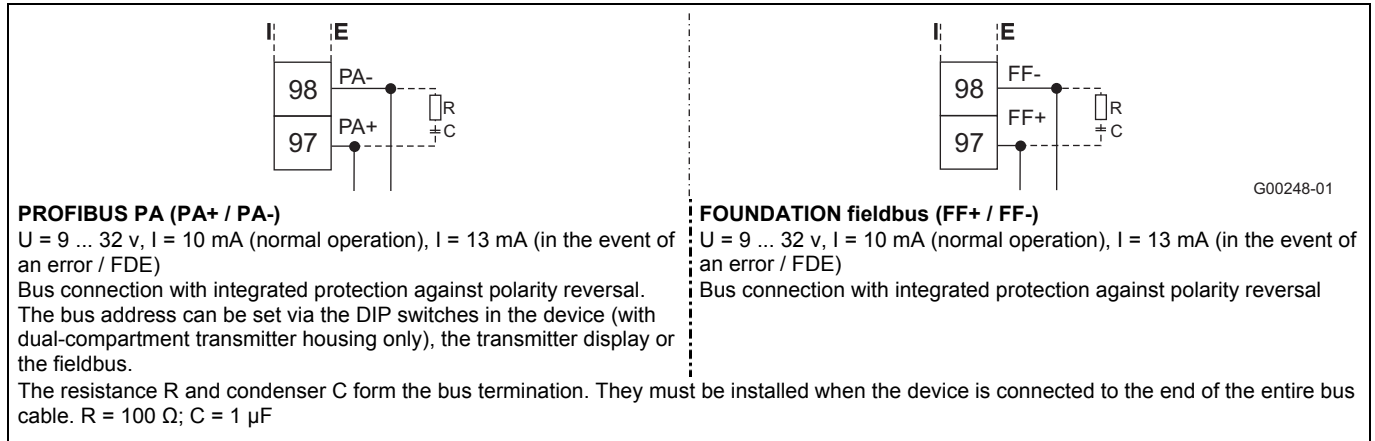 I E
98 PA-
R
97 PA+
C
I E
98 FF-
R
97 FF+
C
G00248-01
PROFIBUS PA (PA+ / PA-)
U = 9 ... 32 v, I = 10 mA (normal operation), I = 13 mA (in the event of
an error / FDE)
Bus connection with integrated protection against polarity reversal.
The bus address can be set via the DIP switches in the device (with
dual-compartment transmitter housing only), the transmitter display or
the fieldbus.
FOUNDATION fieldbus (FF+ / FF-)
U = 9 ... 32 v, I = 10 mA (normal operation), I = 13 mA (in the event of
an error / FDE)
Bus connection with integrated protection against polarity reversal
The resistance R and condenser C form the bus termination. They must be installed when the device is connected to the end of the entire bus
cable. R = 100 Ω; C = 1 µF